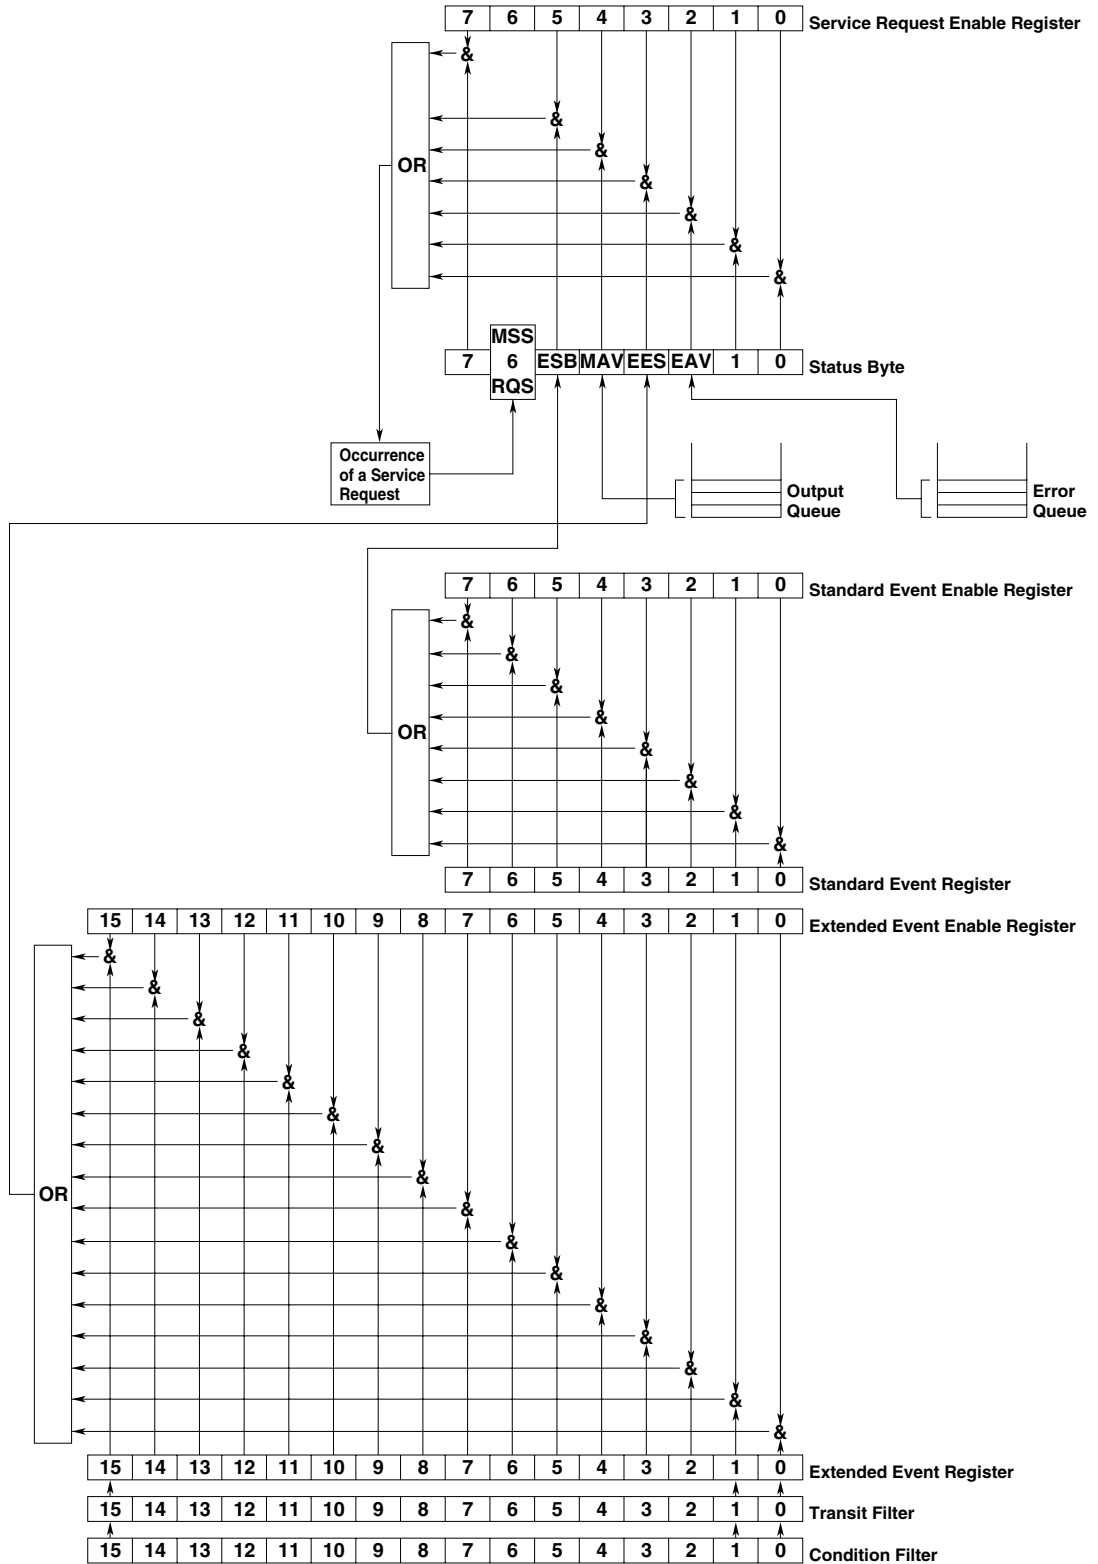 7 6 5 4 3 2 1 0 Service Request Enable Register
&
&
&
OR
&
&
&
&
MSS
7 6 ESB MAV EES EAV 1 0 Status Byte
RQS
Occurrence
of a Service
Request
Output
Queue
Error
Queue
7 6 5 4 3 2 1 0 Standard Event Enable Register
&
&
&
&
OR
&
&
&
&
7 6 5 4 3 2 1 0 Standard Event Register
15 14 13 12 11 10 9 8 7 6 5 4 3 2 1 0 Extended Event Enable Register
&
&
&
&
&
&
&
&
OR
&
&
&
&
&
&
&
&
15 14 13 12 11 10 9 8 7 6 5 4 3 2 1 0 Extended Event Register
15 14 13 12 11 10 9 8 7 6 5 4 3 2 1 0 Transit Filter
15 14 13 12 11 10 9 8 7 6 5 4 3 2 1 0 Condition Filter